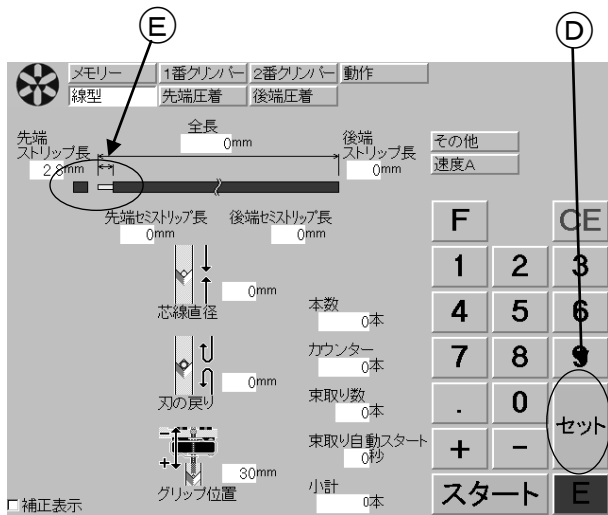 Ⓔ
Ⓓ
メモリー 1番クリンパー 2番クリンパー 動作
線型 先端圧着 後端圧着
全長
0mm
先端
ストリップ長
2.8mm
後端
ストリップ長
0mm
その他
速度A
先端セミストリップ長
0mm
後端セミストリップ長
0mm
0mm
芯線直径
0mm
刃の戻り
30mm
グリップ位置
本数
0本
カウンター
0本
束取り数
0本
束取り自動スタート
0秒
小計
0本
F CE
1 2 3
4 5 6
7 8 9
. 0 セット
+ -
スタート E
補正表示